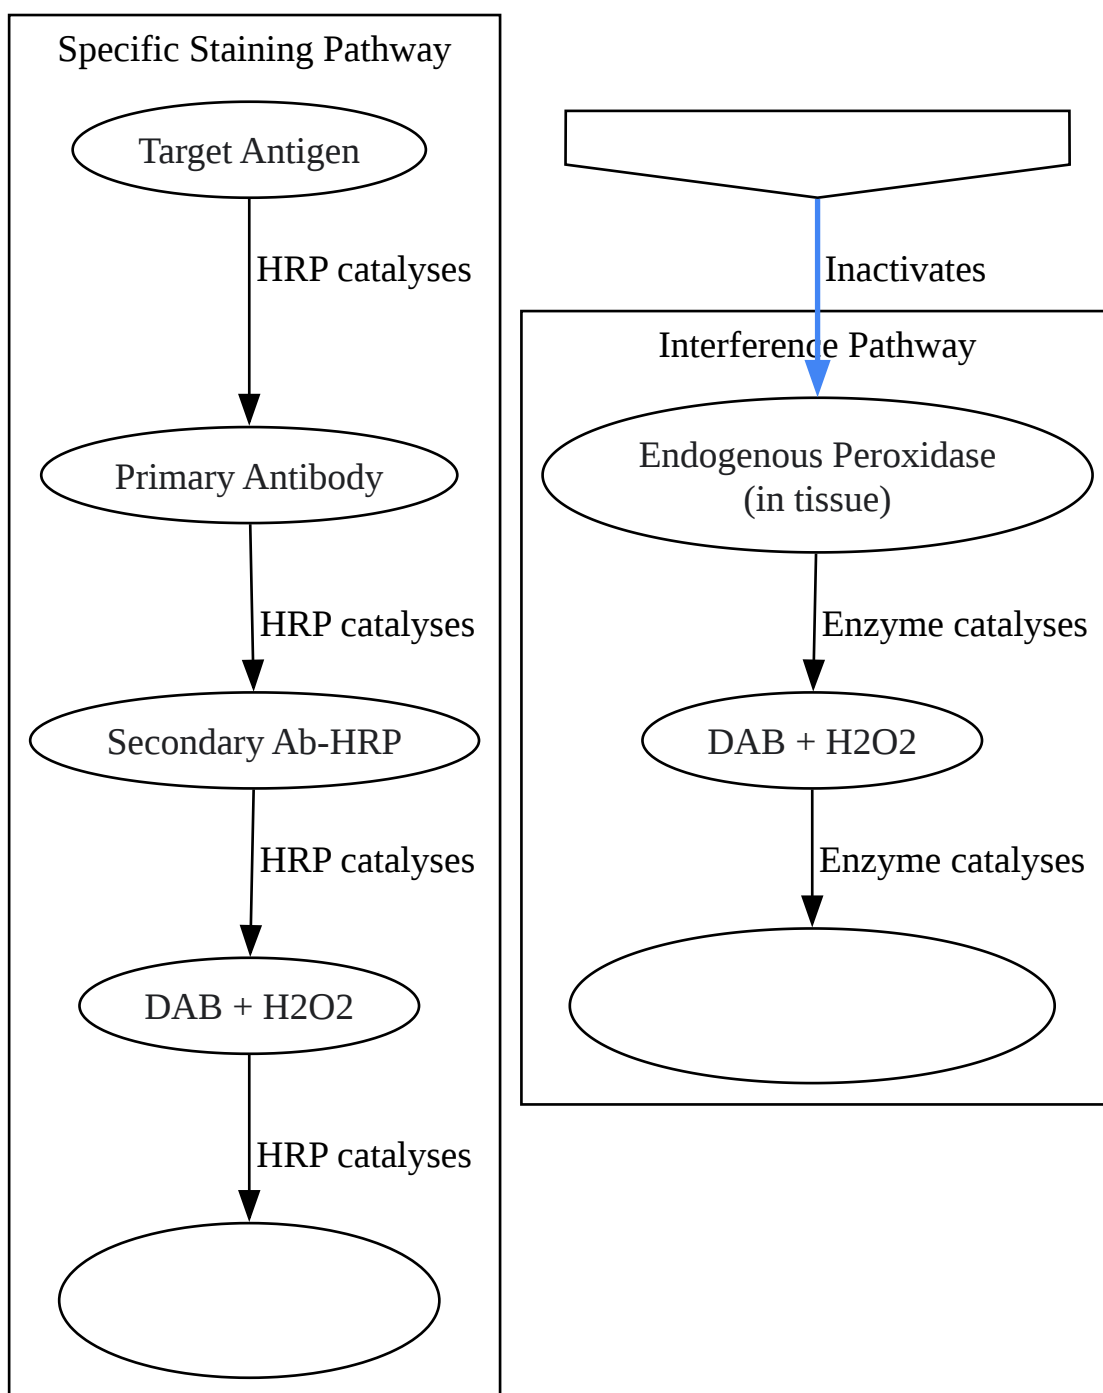 Specific Staining Pathway
Target Antigen
HRP catalyses
Primary Antibody
HRP catalyses
Secondary Ab-HRP
HRP catalyses
DAB + H2O2
HRP catalyses
Inactivates
Interference Pathway
Endogenous Peroxidase
(in tissue)
Enzyme catalyses
DAB + H2O2
Enzyme catalyses